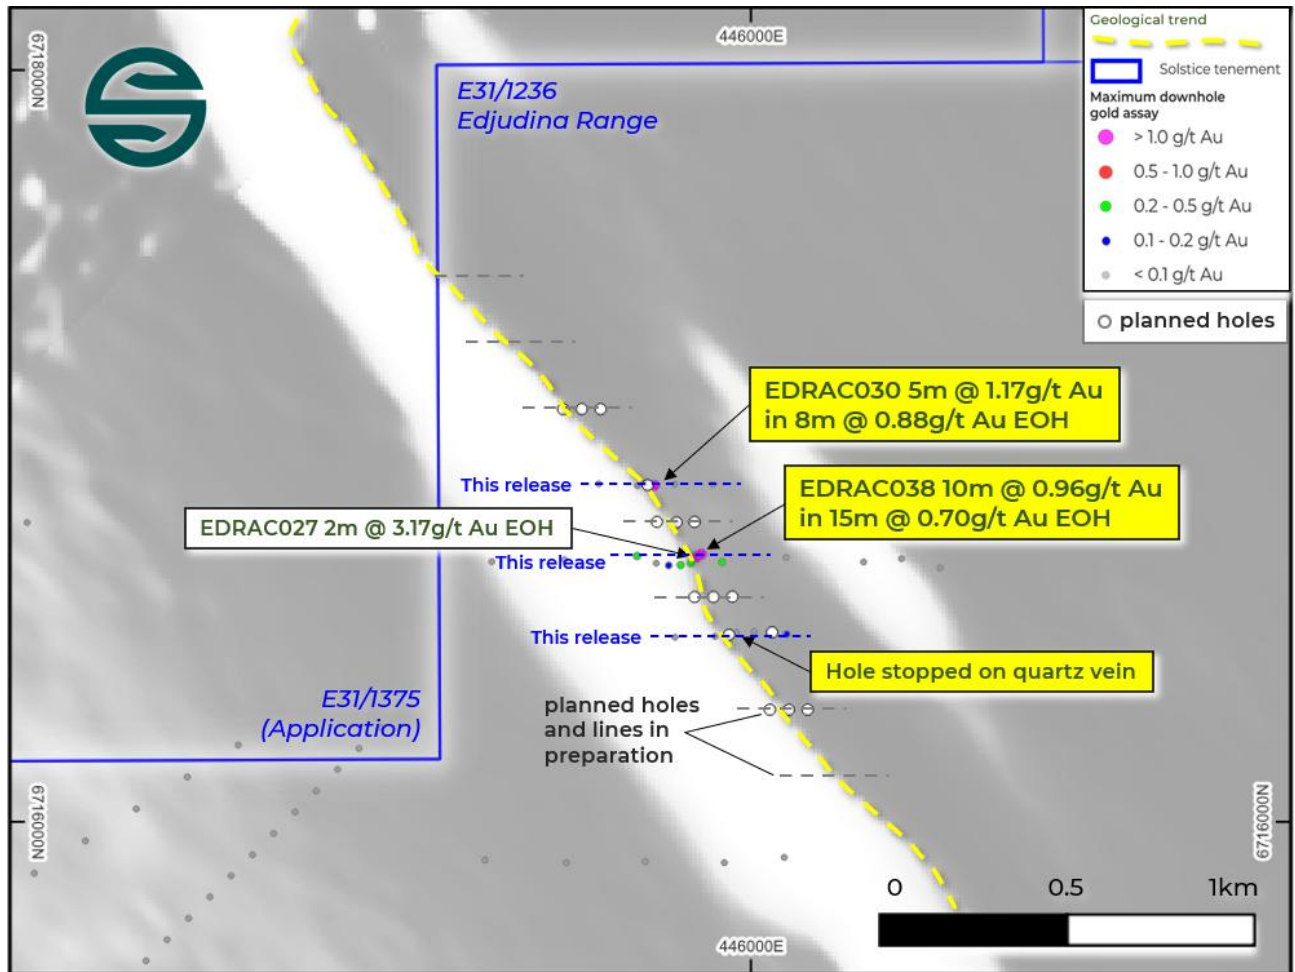 446000E
6718000N
E31/1236
Edjudina Range
Geological trend
Solstice tenement
Maximum downhole
gold assay
> 1.0 g/t Au
0.5 - 1.0 g/t Au
0.2 - 0.5 g/t Au
0.1 - 0.2 g/t Au
< 0.1 g/t Au
planned holes
EDRAC030 5m @ 1.17g/t Au
in 8m @ 0.88g/t Au EOH
This release
EDRAC038 10m @ 0.96g/t Au
in 15m @ 0.70g/t Au EOH
EDRAC027 2m @ 3.17g/t Au EOH
This release
This release
Hole stopped on quartz vein
E31/1375
(Application)
planned holes
and lines in
preparation
6716000N
6716000N
0 0.5 1km
446000E